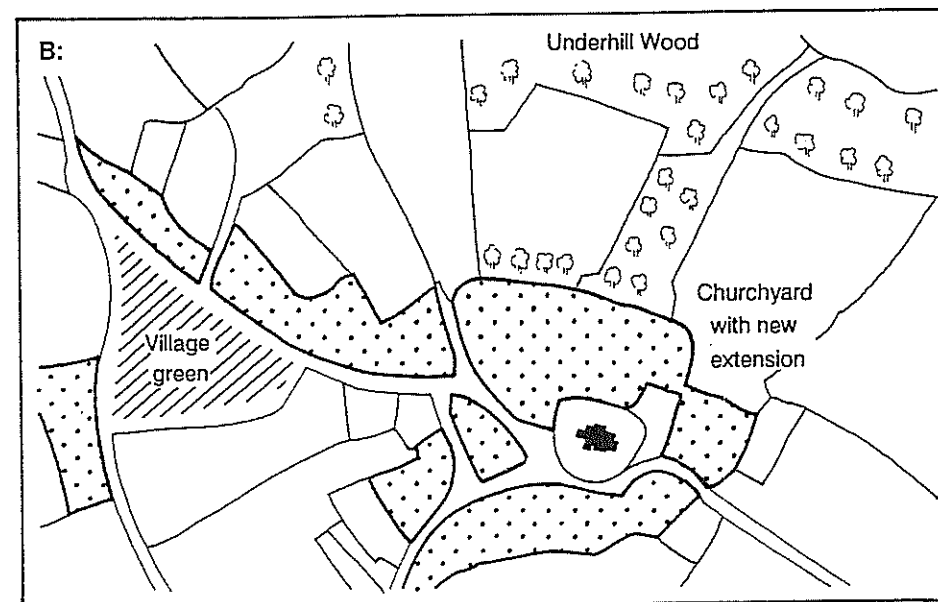 B:
Underhill Wood
Churchyard
with new
extension
Village
green